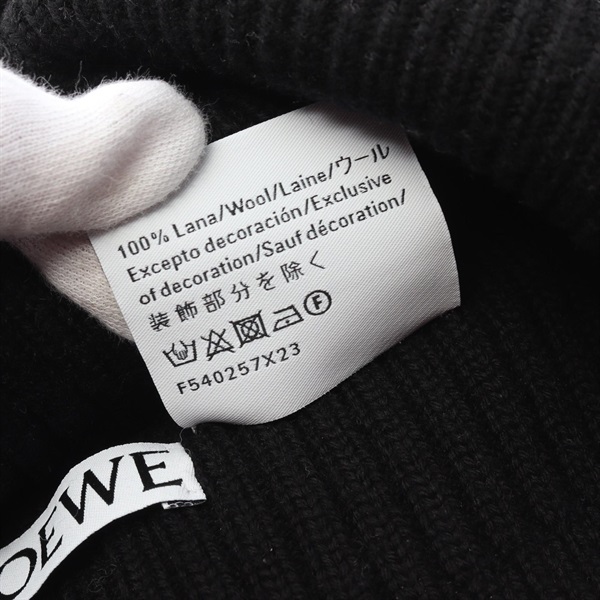 100% Lana/Wool/Laine/ウール
Excepto decoración/Exclusive
of decoration/Sauf décoration/
装飾部分を除く
F
F540257X23
OEWE